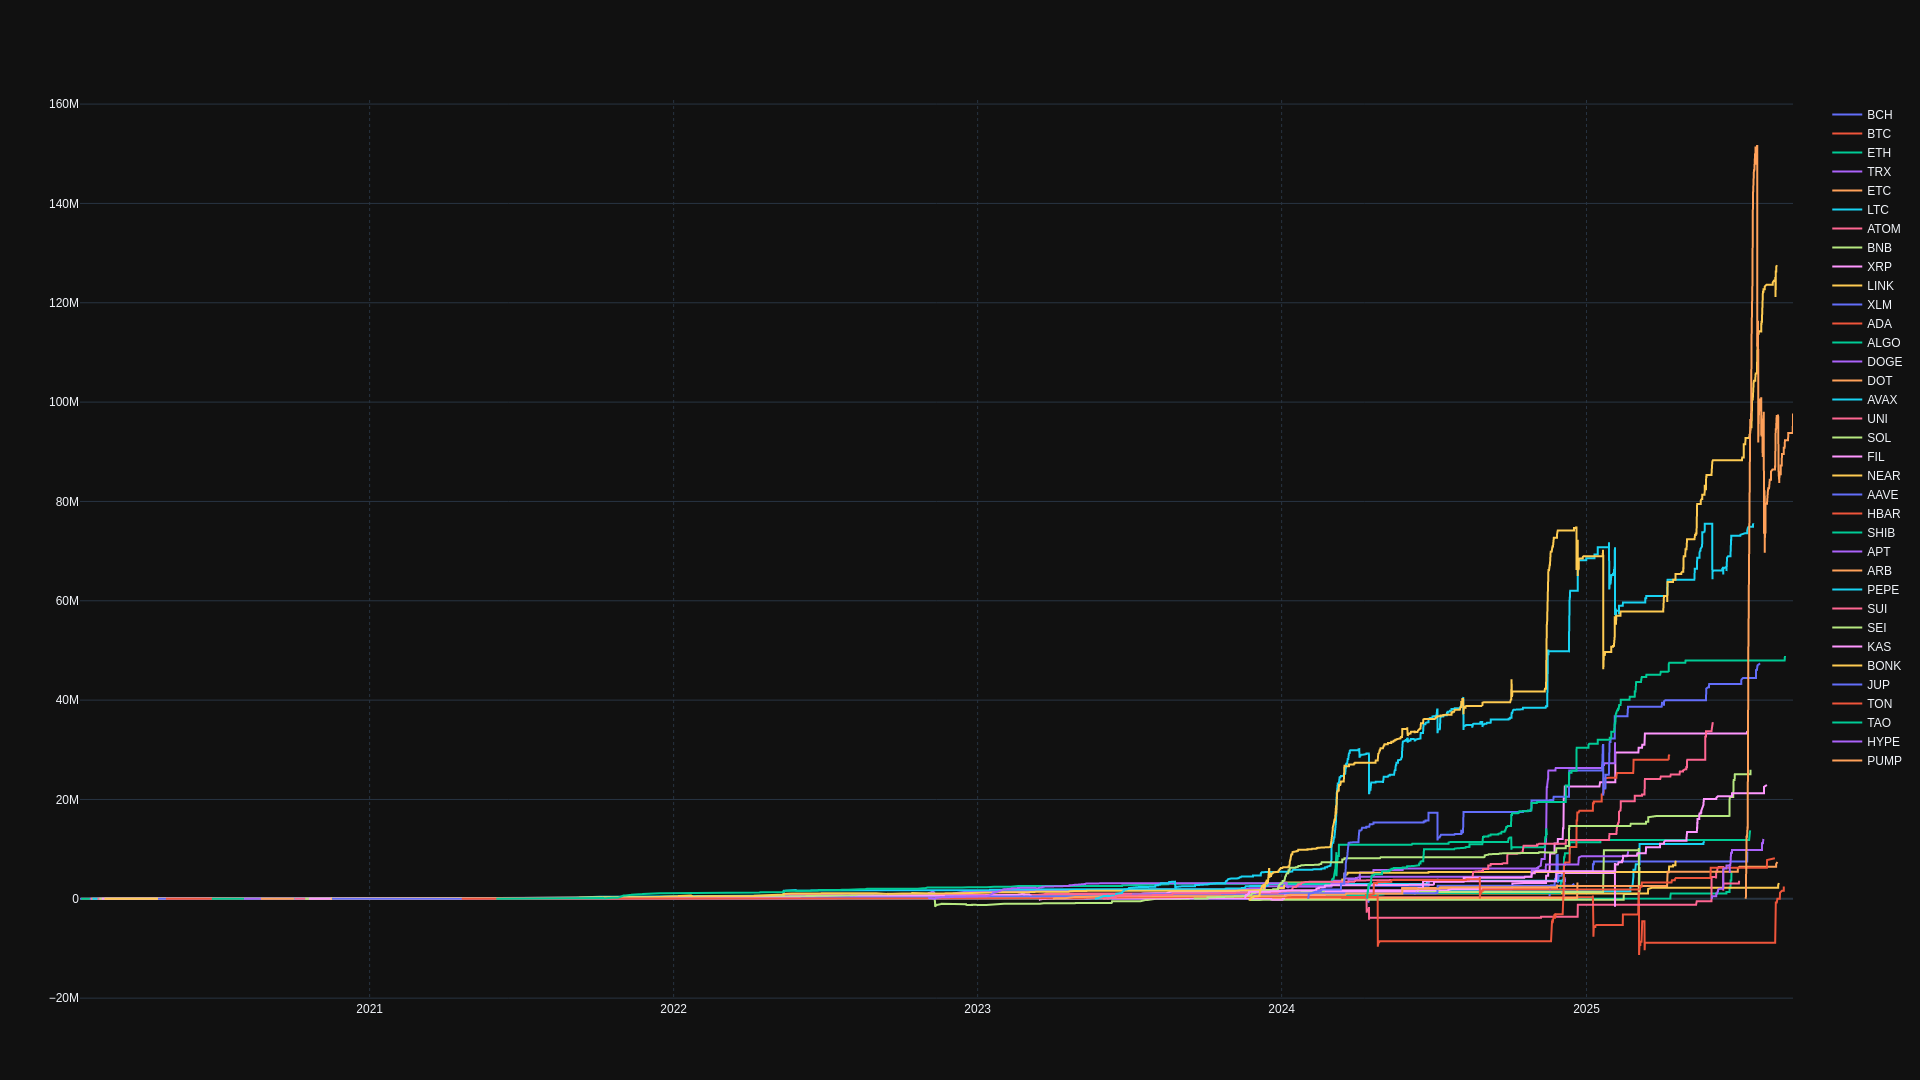 160M
140M
120M
100M
80M
60M
40M
20M
0
−20M
2021
2022
2023
2024
2025
BCH
BTC
ETH
TRX
ETC
LTC
ATOM
BNB
XRP
LINK
XLM
ADA
ALGO
DOGE
DOT
AVAX
UNI
SOL
FIL
NEAR
AAVE
HBAR
SHIB
APT
ARB
PEPE
SUI
SEI
KAS
BONK
JUP
TON
TAO
HYPE
PUMP